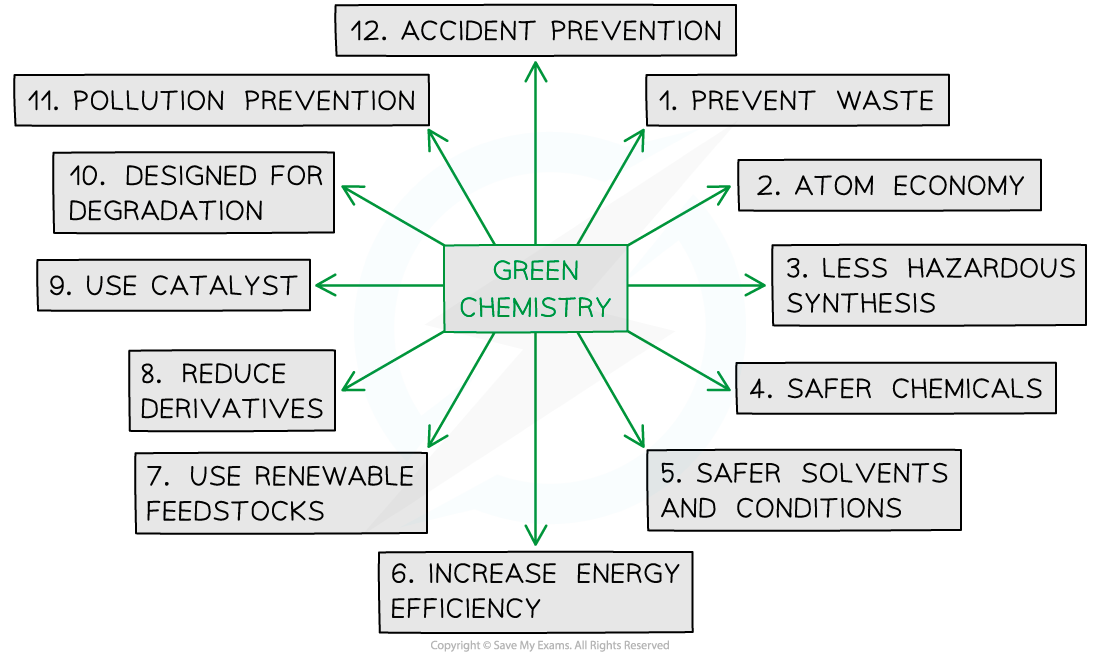 12. ACCIDENT PREVENTION
1. PREVENT WASTE
2. ATOM ECONOMY
3. LESS HAZARDOUS
SYNTHESIS
4. SAFER CHEMICALS
5. SAFER SOLVENTS
AND CONDITIONS
6. INCREASE ENERGY
EFFICIENCY
7. USE RENEWABLE
FEEDSTOCKS
8. REDUCE
DERIVATIVES
9. USE CATALYST
10. DESIGNED FOR
DEGRADATION
11. POLLUTION PREVENTION
GREEN
CHEMISTRY
Copyright © Save My Exams. All Rights Reserved